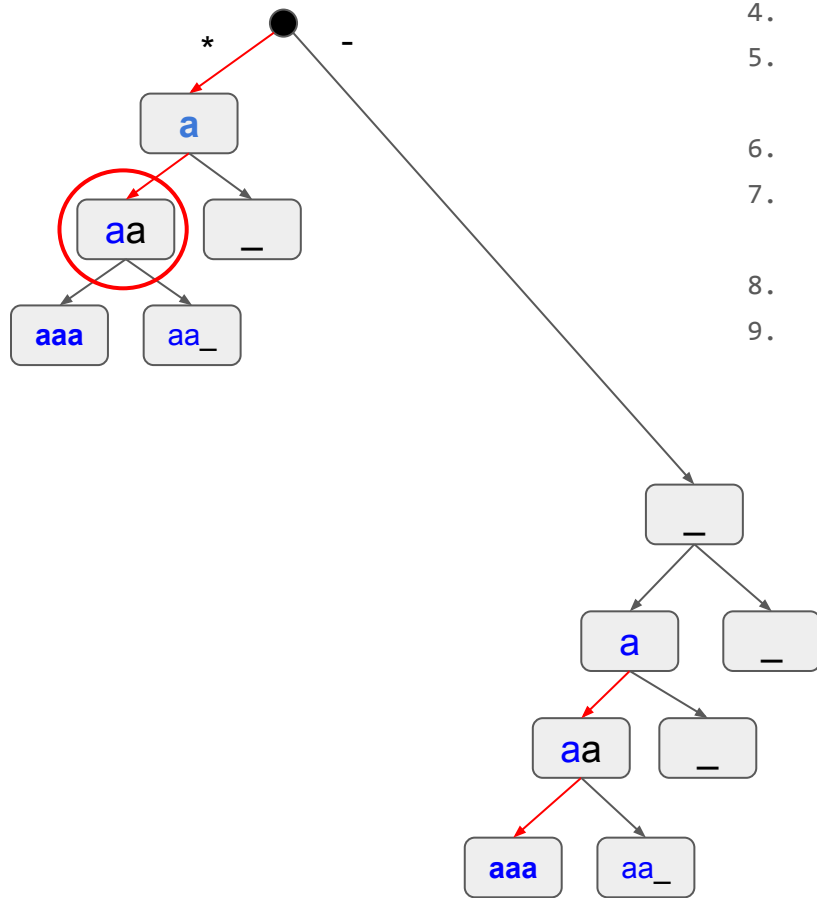 * -
4.
5.
a
6.
7.
aa _
8.
9.
aaa aa_
_
a _
aa _
aaa aa_